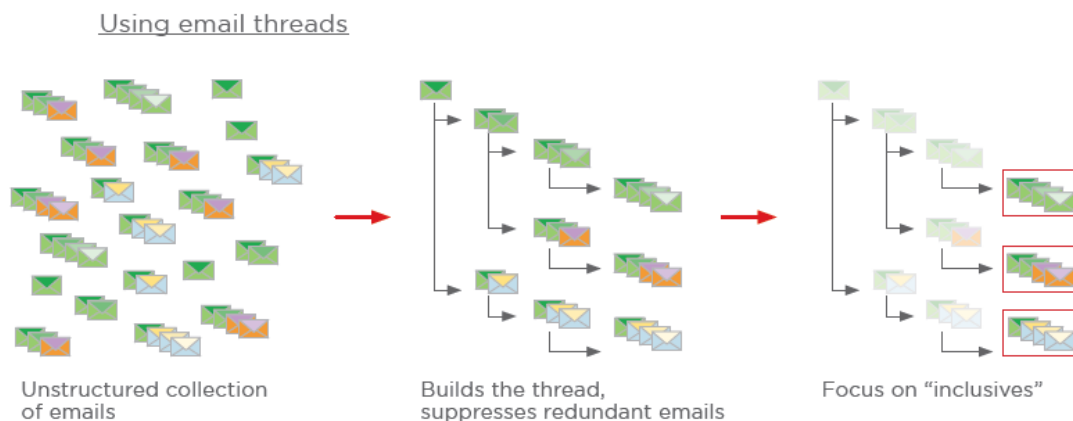 Using email threads
Unstructured collection
of emails
Builds the thread,
suppresses redundant emails
Focus on “inclusives”